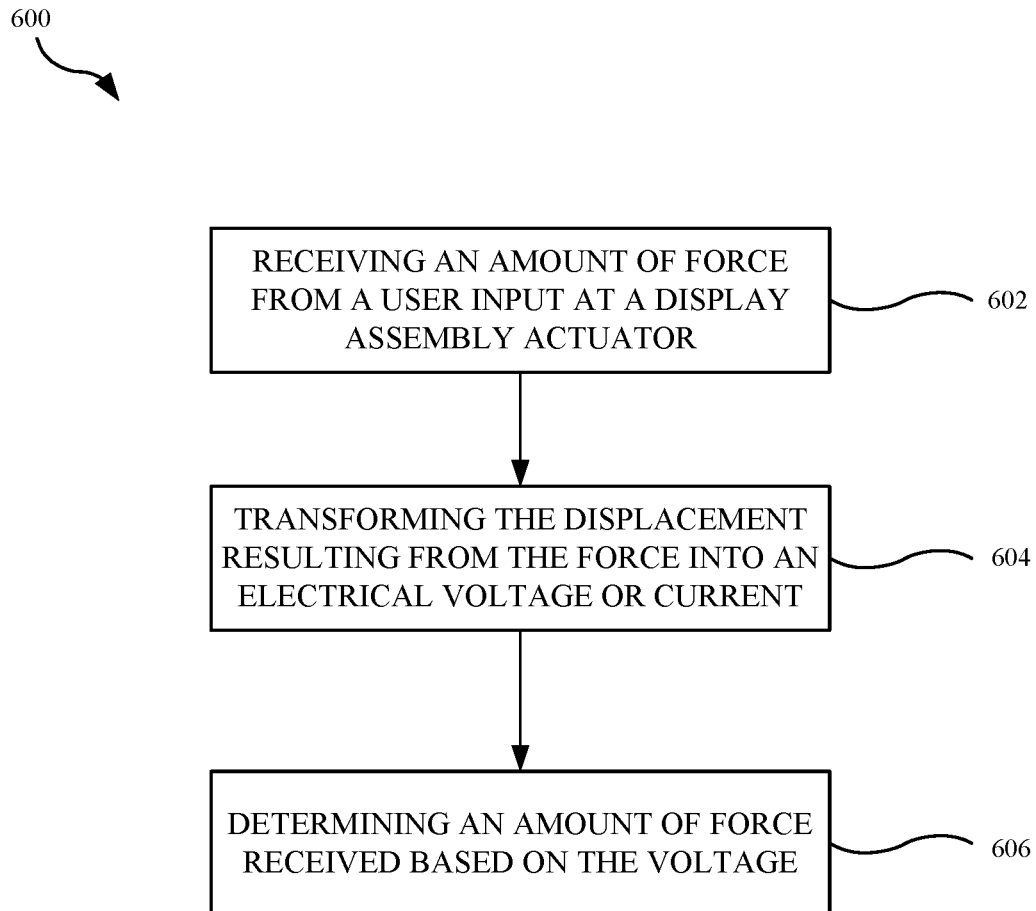 600
RECEIVING AN AMOUNT OF FORCE
FROM A USER INPUT AT A DISPLAY
ASSEMBLY ACTUATOR
602
TRANSFORMING THE DISPLACEMENT
RESULTING FROM THE FORCE INTO AN
ELECTRICAL VOLTAGE OR CURRENT
604
DETERMINING AN AMOUNT OF FORCE
RECEIVED BASED ON THE VOLTAGE
606